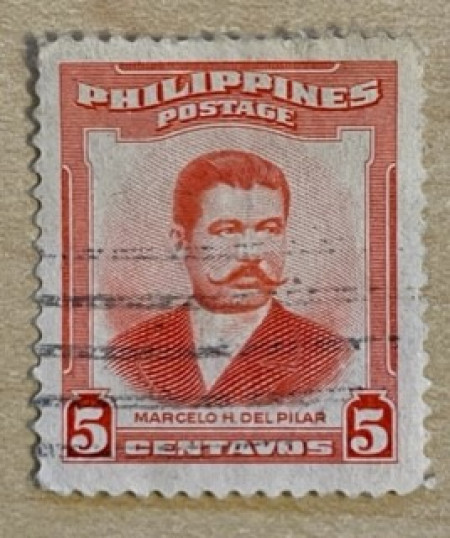 PHILIPPINES
POSTAGE
MARCELO H. DEL PILAR
5 CENTAVOS 5